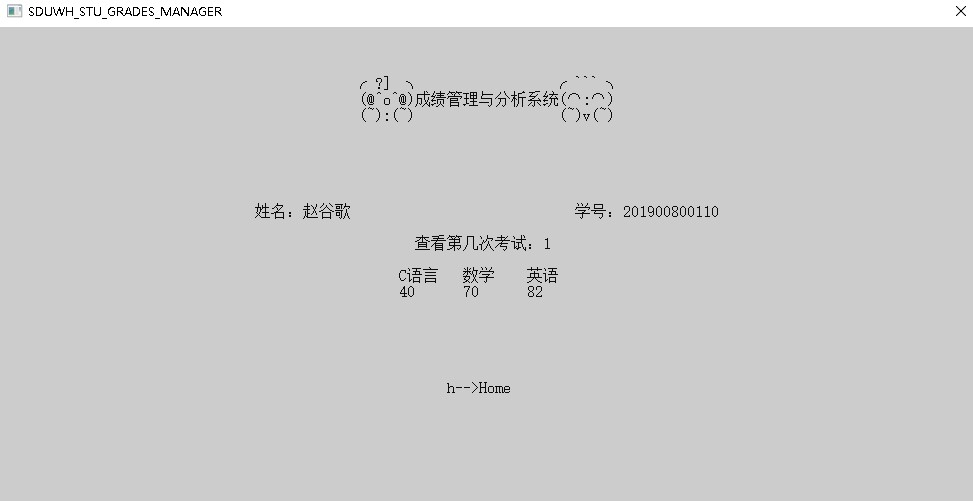 SDUWH_STU_GRADES_MANAGER
╭ ?] ╮ ╭ ``` ╮
(@^o^@)成绩管理与分析系统(⌒:⌒)
(~):(~) (~)v(~)
姓名：赵谷歌 学号：201900800110
查看第几次考试：1
C语言 数学 英语
40 70 82
h-->Home